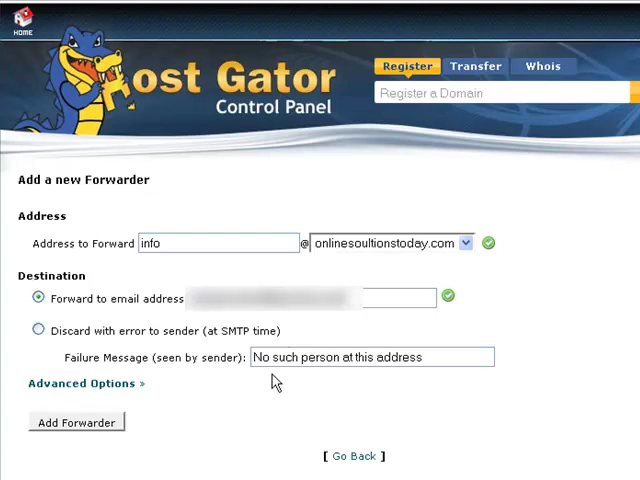 HOME
Host Gator
Control Panel
Register Transfer Whois
Register a Domain
Add a new Forwarder
Address
Address to Forward info @ onlinesoultionstoday.com
Destination
Forward to email address
Discard with error to sender (at SMTP time)
Failure Message (seen by sender): No such person at this address
Advanced Options »
Add Forwarder
[ Go Back ]